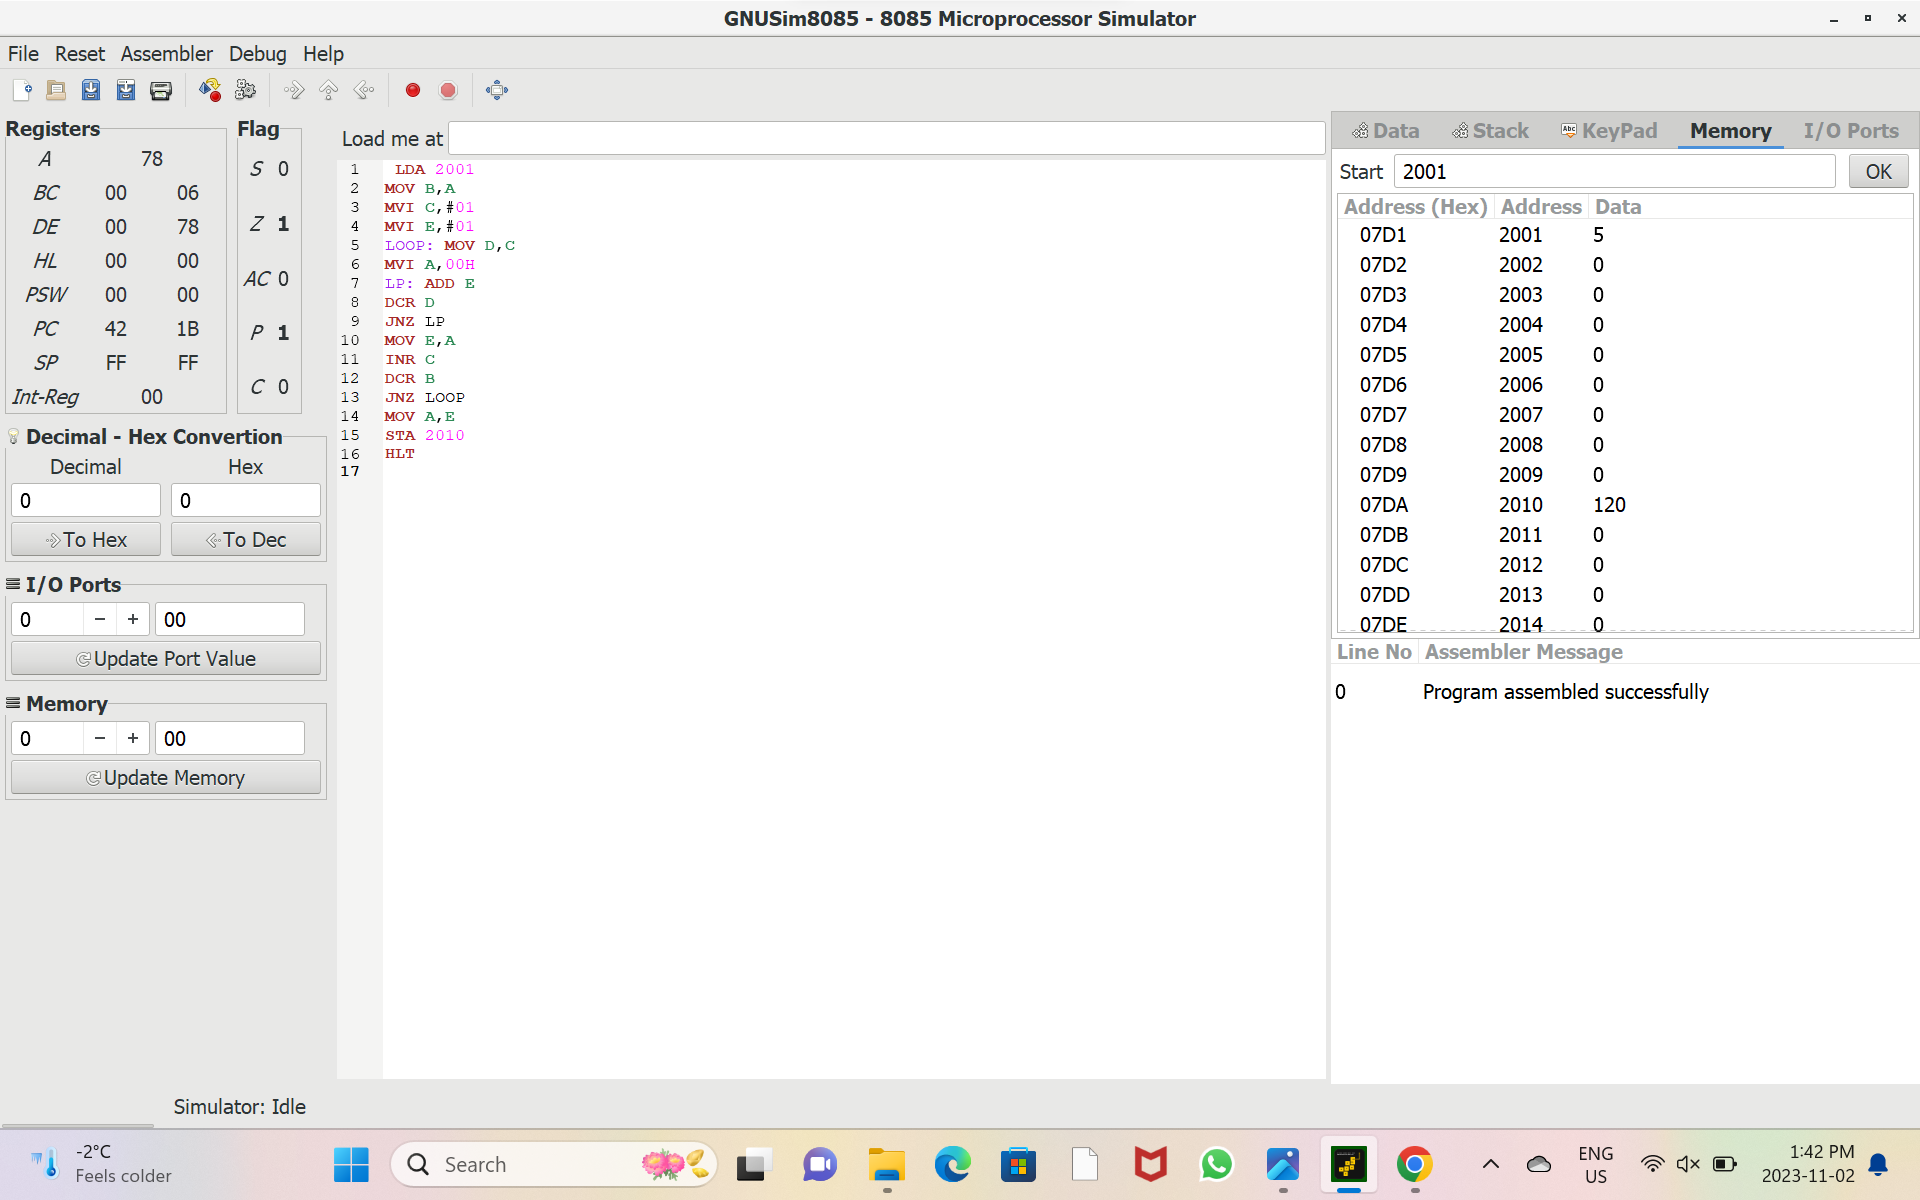 GNUSim8085 - 8085 Microprocessor Simulator
File Reset Assembler Debug Help
Registers
A 78
BC 00 06
DE 00 78
HL 00 00
PSW 00 00
PC 42 1B
SP FF FF
Int-Reg 00
Flag
S 0
Z 1
AC 0
P 1
C 0
Decimal - Hex Convertion
Decimal Hex
0 0
To Hex To Dec
I/O Ports
0 − + 00
Update Port Value
Memory
0 − + 00
Update Memory
Load me at
1 LDA 2001
2 MOV B,A
3 MVI C,#01
4 MVI E,#01
5 LOOP: MOV D,C
6 MVI A,00H
7 LP: ADD E
8 DCR D
9 JNZ LP
10 MOV E,A
11 INR C
12 DCR B
13 JNZ LOOP
14 MOV A,E
15 STA 2010
16 HLT
17
Data Stack Abc KeyPad Memory I/O Ports
Start 2001 OK
Address (Hex) Address Data
07D1 2001 5
07D2 2002 0
07D3 2003 0
07D4 2004 0
07D5 2005 0
07D6 2006 0
07D7 2007 0
07D8 2008 0
07D9 2009 0
07DA 2010 120
07DB 2011 0
07DC 2012 0
07DD 2013 0
07DE 2014 0
Line No Assembler Message
0 Program assembled successfully
Simulator: Idle
-2°C
Feels colder
Search
ENG
US
1:42 PM
2023-11-02